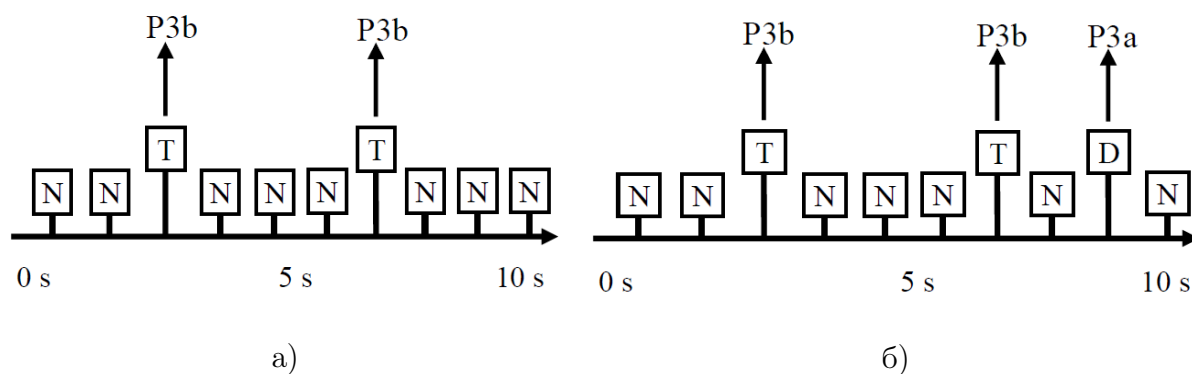 P3b P3b
T T
N N N N N N N N
0 s 5 s 10 s
а)
P3b P3b P3a
T T D
N N N N N N N
0 s 5 s 10 s
б)